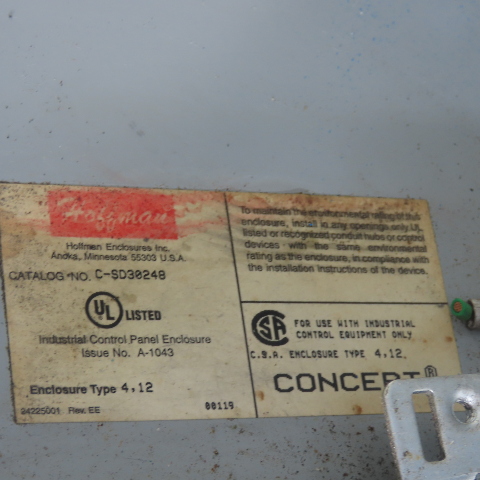 Hoffman
Hoffman Enclosures Inc.
Anoka, Minnesota 55303 U.S.A.
CATALOG NO. C-SD30248
UL LISTED
Industrial Control Panel Enclosure
Issue No. A-1043
Enclosure Type 4,12
24225001 Rev. EE
00119
To maintain the environmental rating of this
enclosure, install in any openings only UL
listed or recognized conduit hubs or control
devices with the same environmental
rating as the enclosure, in compliance with
the installation instructions of the device.
SA
FOR USE WITH INDUSTRIAL
CONTROL EQUIPMENT ONLY
C.S.A. ENCLOSURE TYPE 4,12.
CONCEPT®